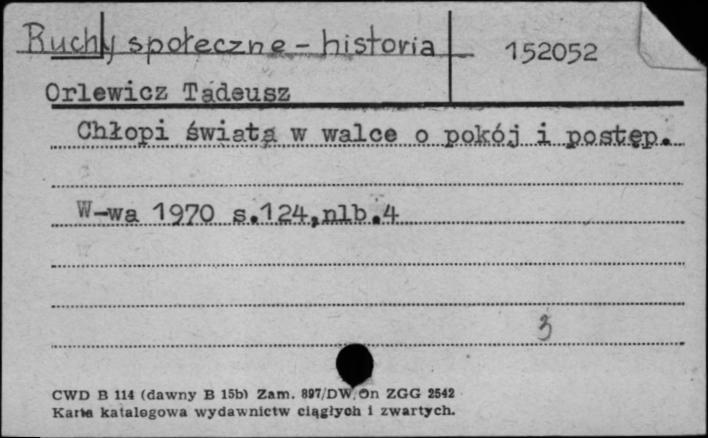 Ruchy społeczne - historia 152052
Orlewicz Tadeusz
Chłopi świata w walce o pokój i postęp.
W-wa 1970 s.124,nlb.4
3
CWD B 114 (dawny B 15b) Zam. 897/DW/On ZGG 2542
Karta katalogowa wydawnictw ciągłych i zwartych.